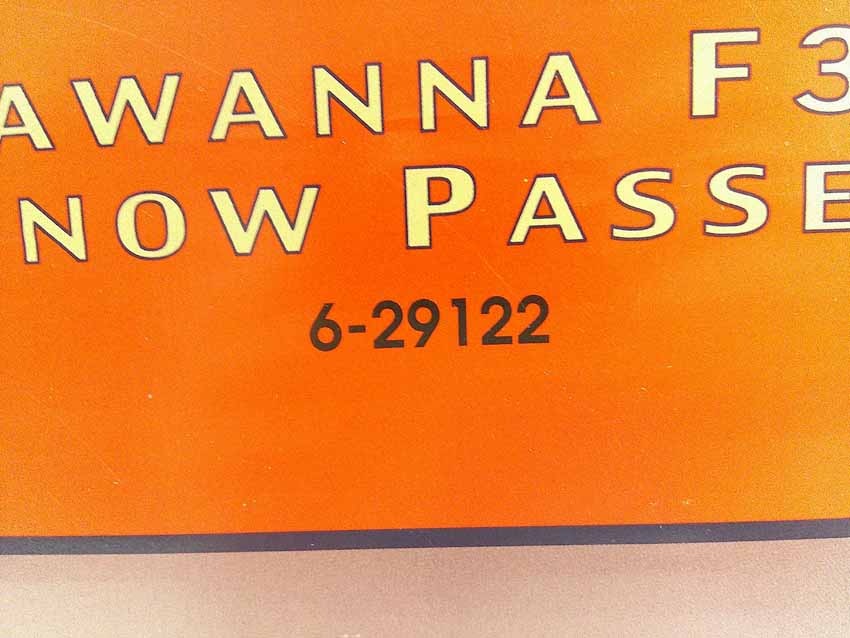 AWANNA F3
NOW PASSE
6-29122